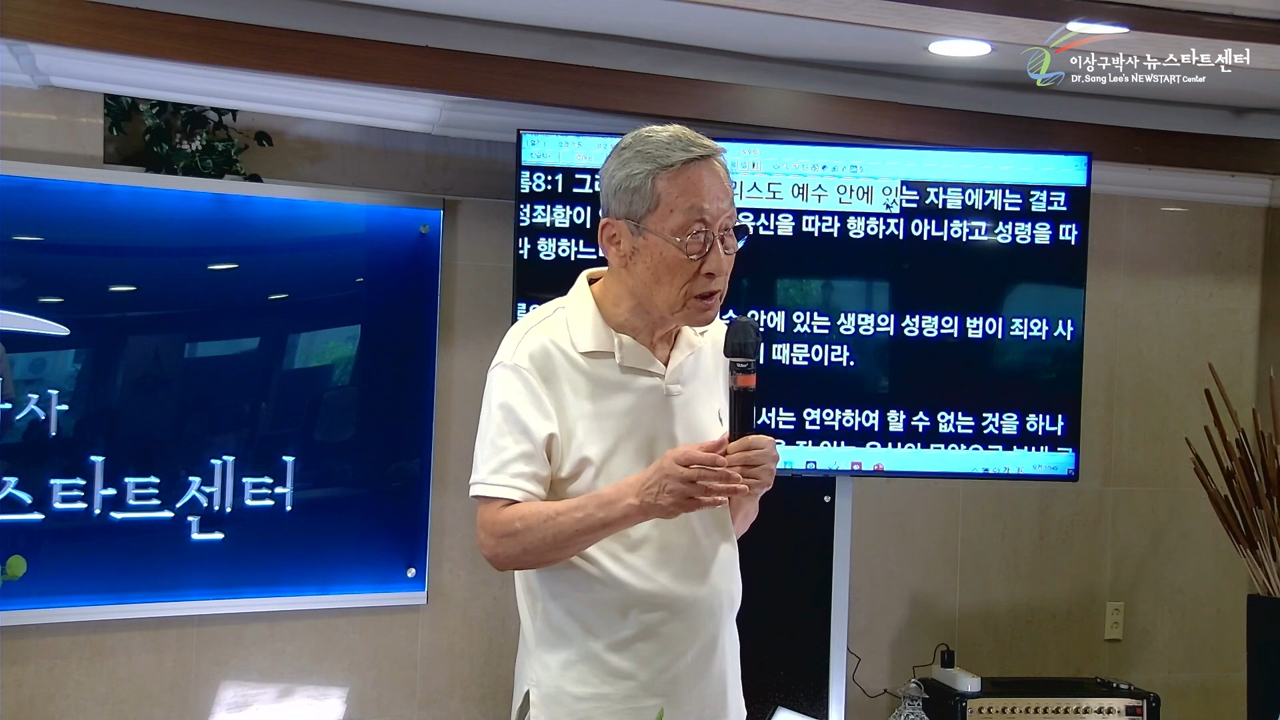 이상구박사 뉴스타트센터
Dr. Sang Lee's NEWSTART Center
롬8:1 리스도 예수 안에 있는 자들에게는 결코
정죄함이 육신을 따라 행하지 아니하고 성령을 따
라 행하느
안에 있는 생명의 성령의 법이 죄와 사
때문이라.
서는 연약하여 할 수 없는 것을 하나
사
스타트센터